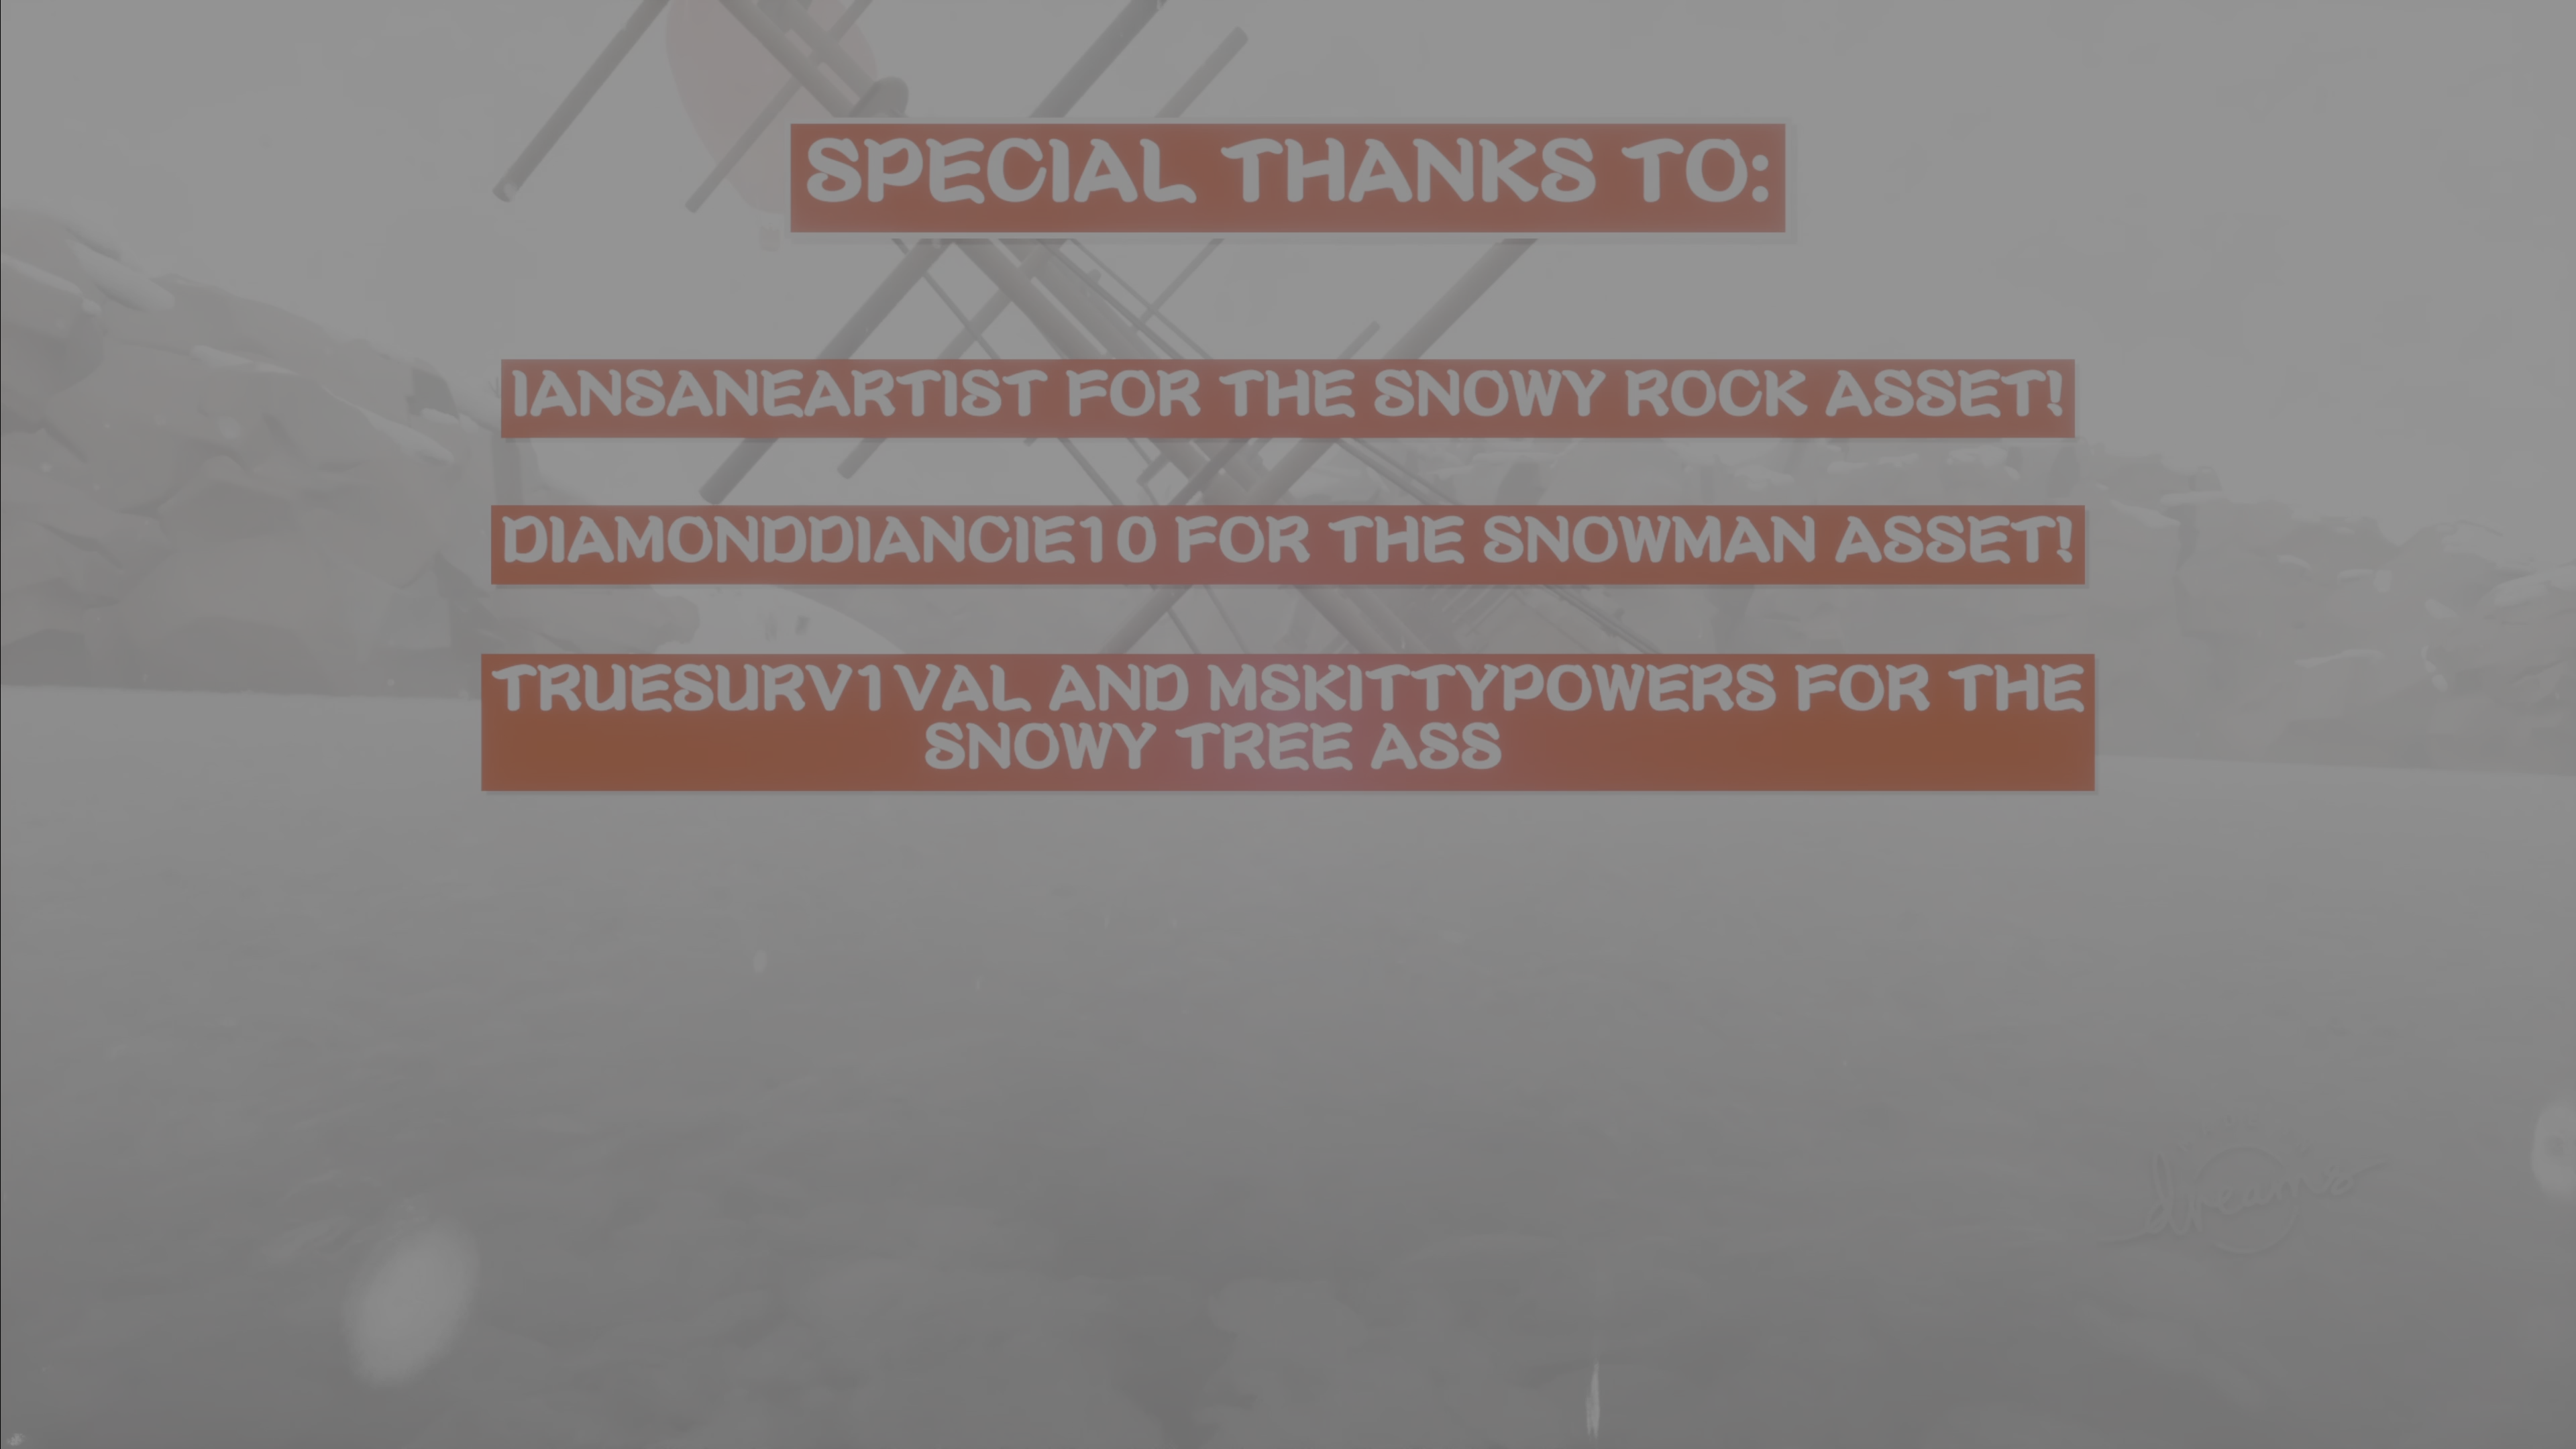 SPECIAL THANKS TO:
IANSANEARTIST FOR THE SNOWY ROCK ASSET!
DIAMONDDIANCIE10 FOR THE SNOWMAN ASSET!
TRUESURV1VAL AND MSKITTYPOWERS FOR THE
SNOWY TREE ASS
dreams